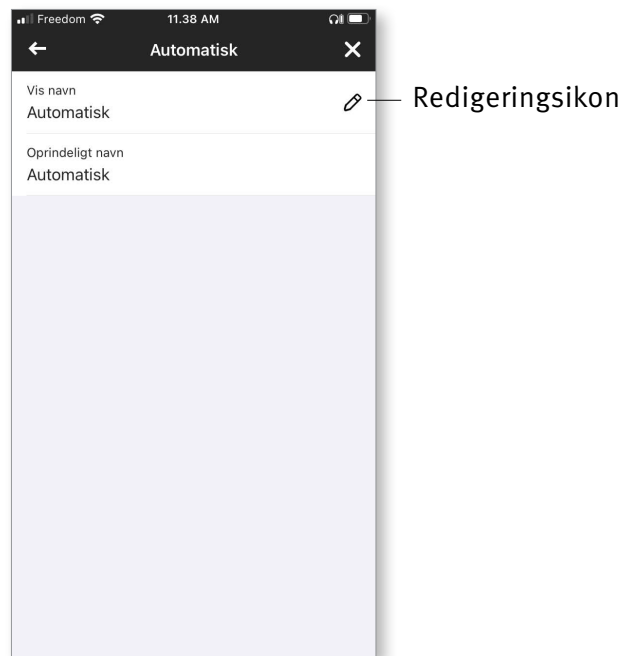 Freedom 11.38 AM
Automatisk
Vis navn
Automatisk
Redigeringsikon
Oprindeligt navn
Automatisk